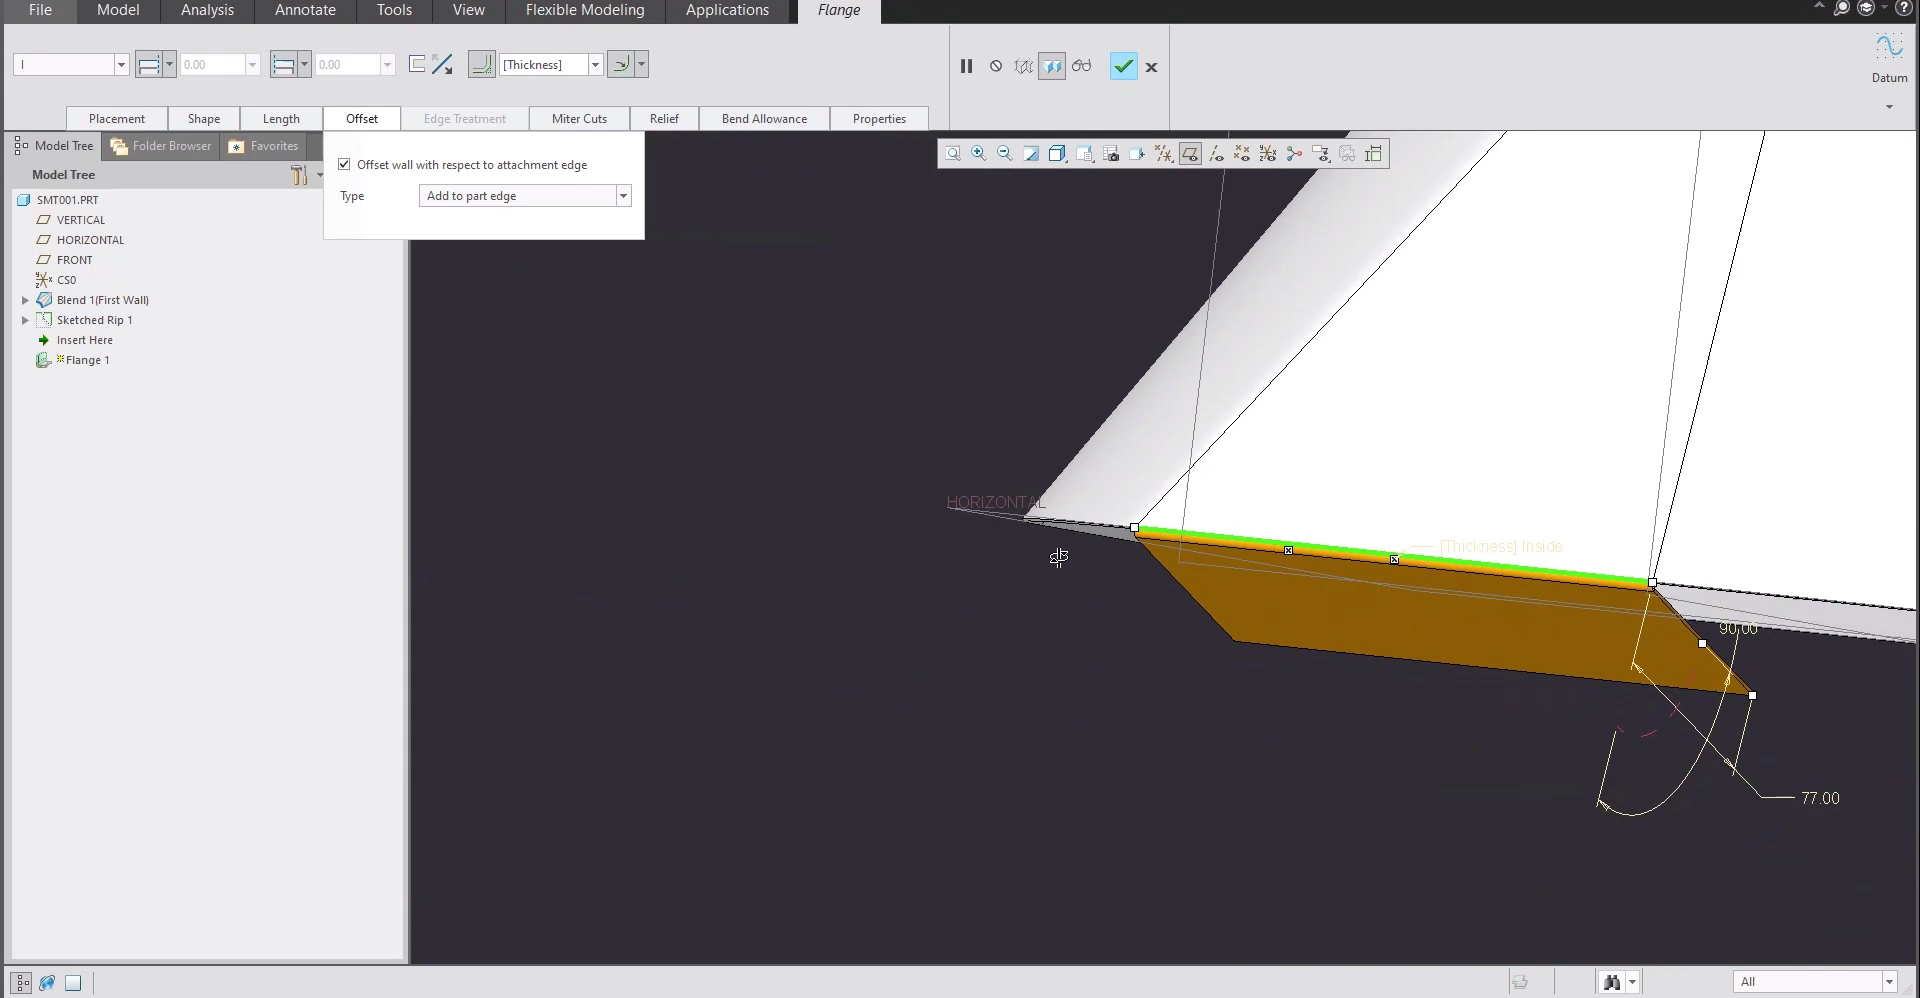 File Model Analysis Annotate Tools View Flexible Modeling Applications Flange
I 0.00 0.00 [Thickness]
Datum
Placement Shape Length Offset Edge Treatment Miter Cuts Relief Bend Allowance Properties
Model Tree Folder Browser Favorites
Model Tree
SMT001.PRT
VERTICAL
HORIZONTAL
FRONT
CS0
Blend 1(First Wall)
Sketched Rip 1
Insert Here
Flange 1
Offset wall with respect to attachment edge
Type Add to part edge
HORIZONTAL
[Thickness] Inside
90.00
77.00
All